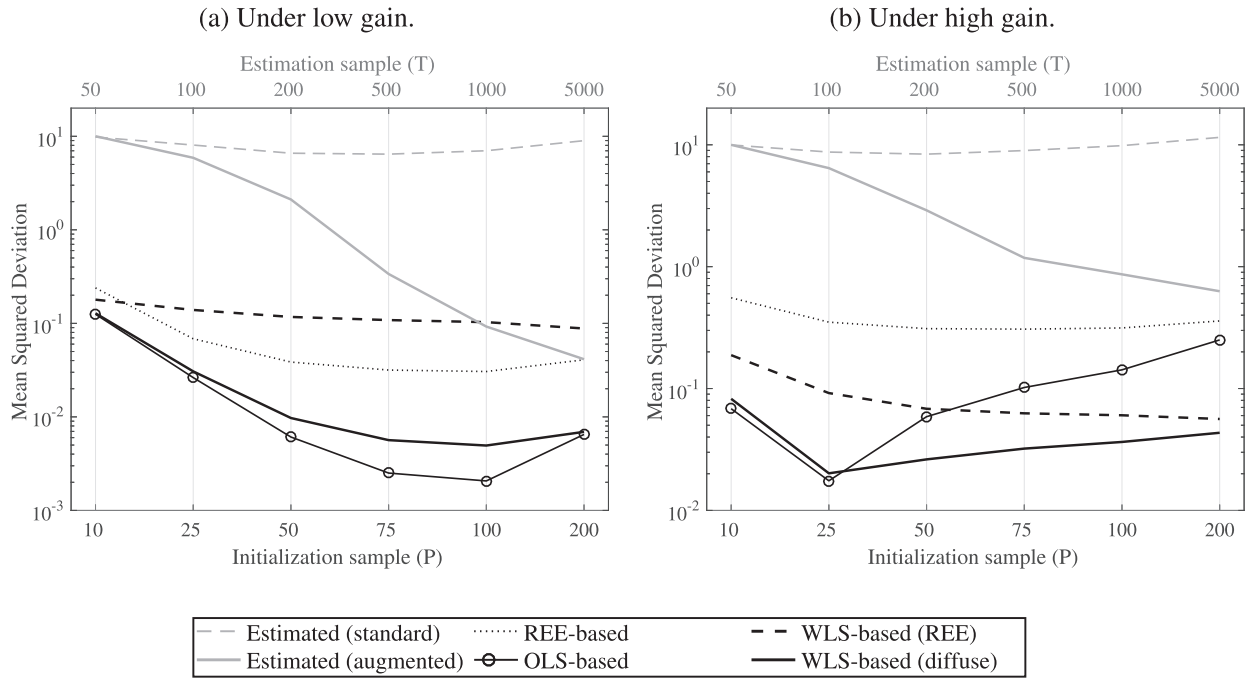 (a) Under low gain.
Estimation sample (T)
50 100 200 500 1000 5000
10^1
10^0
10^-1
10^-2
10^-3
Mean Squared Deviation
10 25 50 75 100 200
Initialization sample (P)
(b) Under high gain.
Estimation sample (T)
50 100 200 500 1000 5000
10^1
10^0
10^-1
10^-2
Mean Squared Deviation
10 25 50 75 100 200
Initialization sample (P)
Estimated (standard) REE-based WLS-based (REE)
Estimated (augmented) OLS-based WLS-based (diffuse)